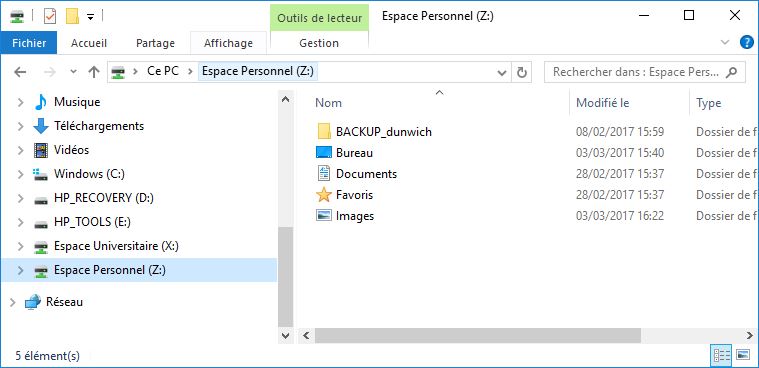 Outils de lecteur
Espace Personnel (Z:)
Fichier
Accueil
Partage
Affichage
Gestion
Ce PC
Espace Personnel (Z:)
Rechercher dans : Espace Pers...
Musique
Téléchargements
Vidéos
Windows (C:)
HP_RECOVERY (D:)
HP_TOOLS (E:)
Espace Universitaire (X:)
Espace Personnel (Z:)
Réseau
Nom Modifié le Type
BACKUP_dunwich 08/02/2017 15:59 Dossier de f
Bureau 03/03/2017 15:40 Dossier de f
Documents 28/02/2017 15:37 Dossier de f
Favoris 28/02/2017 15:37 Dossier de f
Images 03/03/2017 16:22 Dossier de f
5 élément(s)